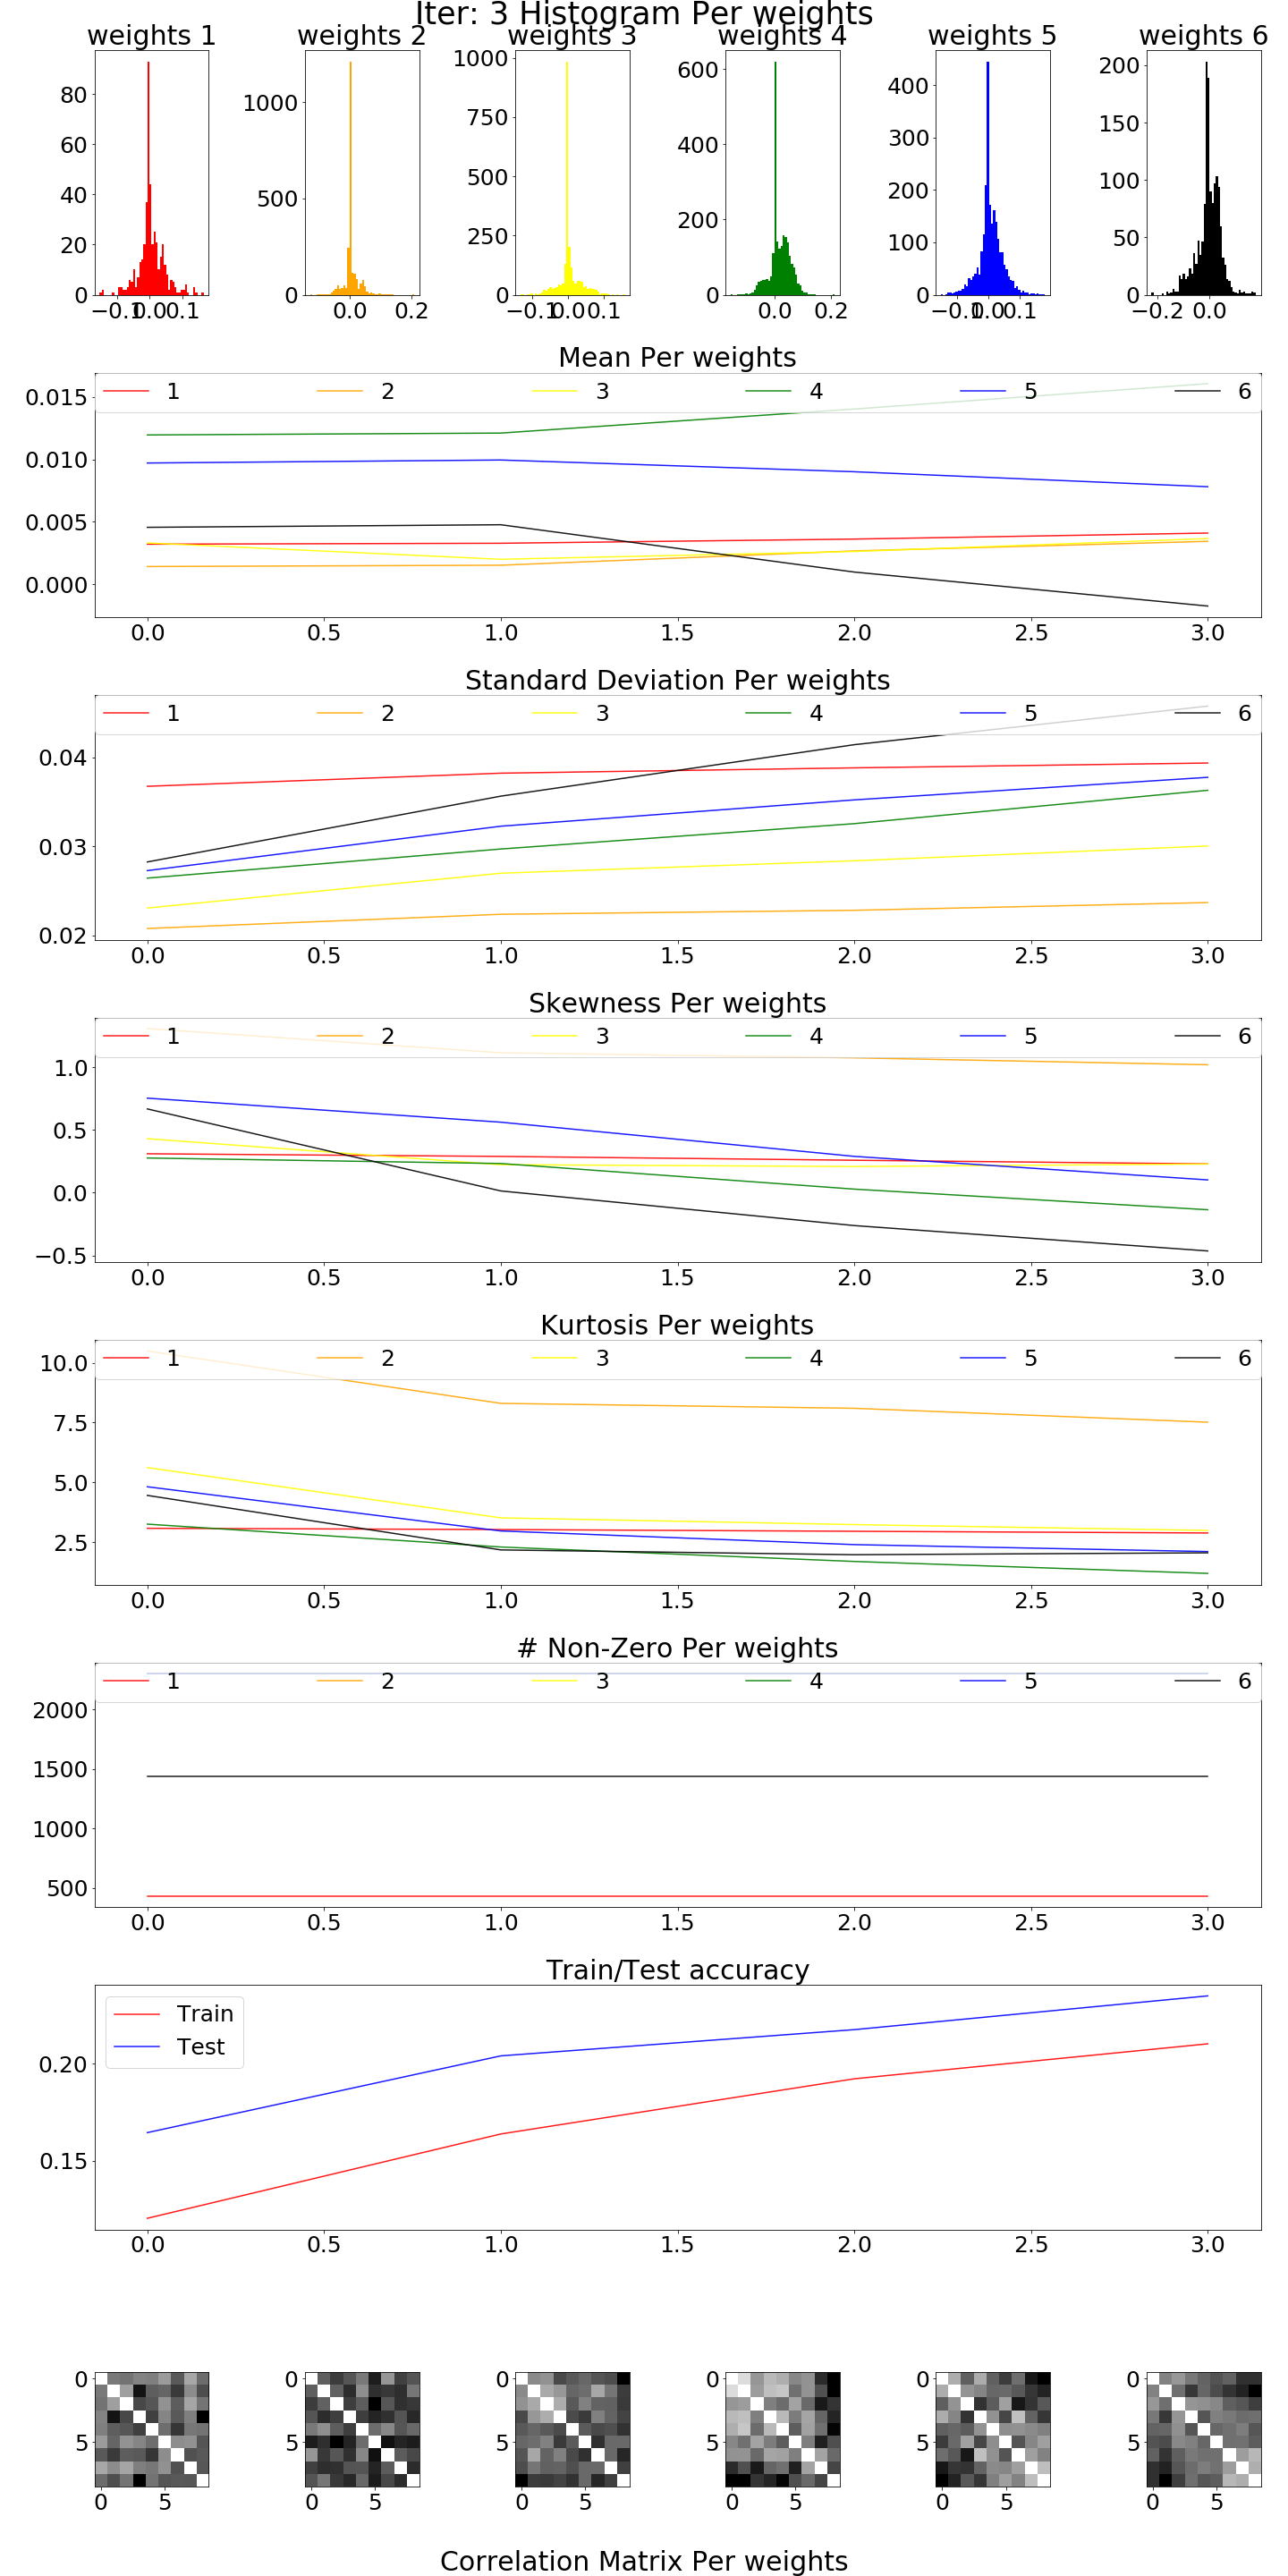 Iter: 3 Histogram Per weights
weights 1 weights 2 weights 3 weights 4 weights 5 weights 6
80
60
40
20
0
−0.1 0.0 0.1
1000
500
0
0.0 0.2
1000
750
500
250
0
−0.1 0.0 0.1
600
400
200
0
0.0 0.2
400
300
200
100
0
−0.1 0.0 0.1
200
150
100
50
0
−0.2 0.0
Mean Per weights
1 2 3 4 5 6
0.015
0.010
0.005
0.000
0.0 0.5 1.0 1.5 2.0 2.5 3.0
Standard Deviation Per weights
1 2 3 4 5 6
0.04
0.03
0.02
0.0 0.5 1.0 1.5 2.0 2.5 3.0
Skewness Per weights
1 2 3 4 5 6
1.0
0.5
0.0
−0.5
0.0 0.5 1.0 1.5 2.0 2.5 3.0
Kurtosis Per weights
1 2 3 4 5 6
10.0
7.5
5.0
2.5
0.0 0.5 1.0 1.5 2.0 2.5 3.0
# Non-Zero Per weights
1 2 3 4 5 6
2000
1500
1000
500
0.0 0.5 1.0 1.5 2.0 2.5 3.0
Train/Test accuracy
Train
Test
0.20
0.15
0.0 0.5 1.0 1.5 2.0 2.5 3.0
0 0 0 0 0 0
5 5 5 5 5 5
0 5 0 5 0 5 0 5 0 5 0 5
Correlation Matrix Per weights